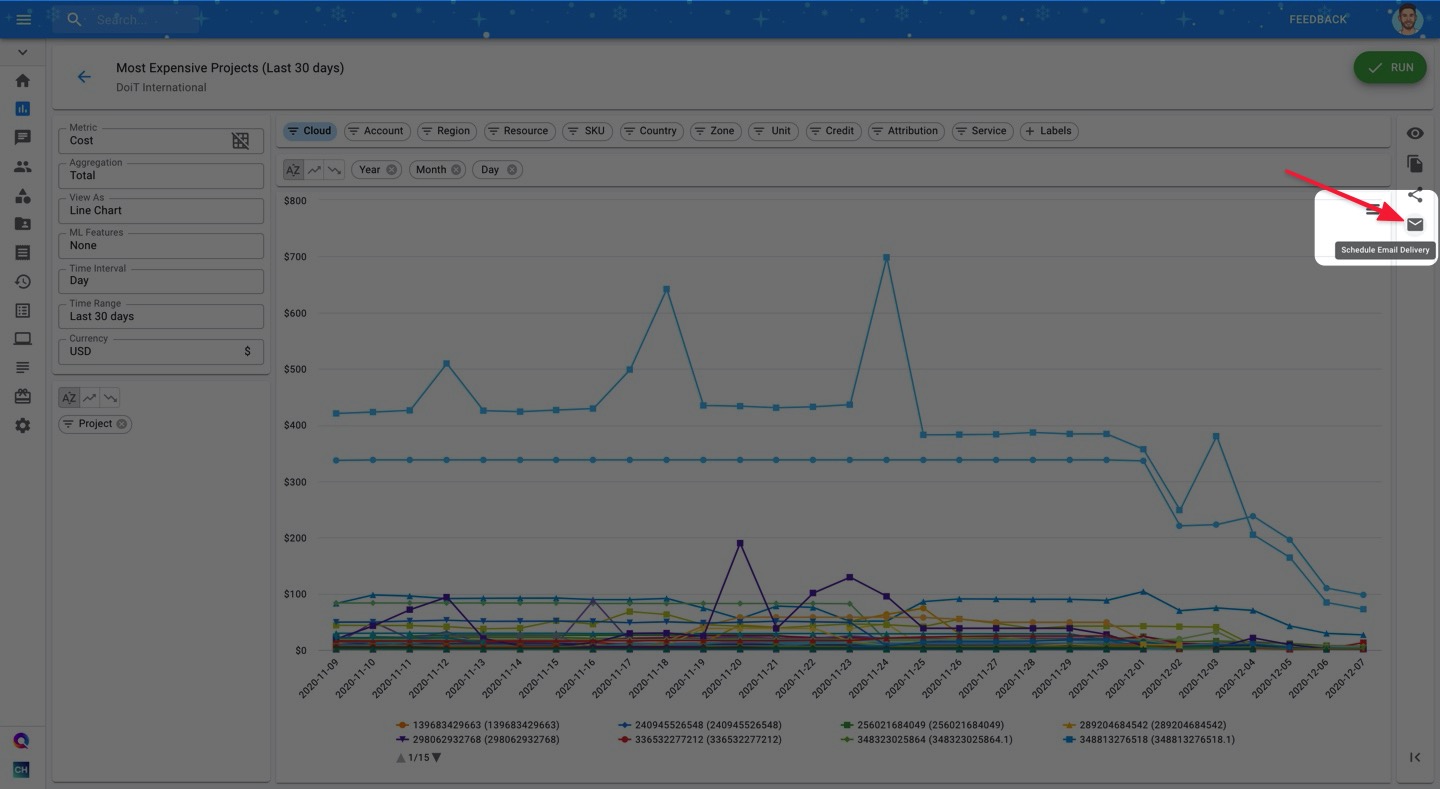 Search...
FEEDBACK
Most Expensive Projects (Last 30 days)
DoiT International
RUN
Metric
Cost
Aggregation
Total
View As
Line Chart
ML Features
None
Time Interval
Day
Time Range
Last 30 days
Currency
USD $
AZ
Project
Cloud Account Region Resource SKU Country Zone Unit Credit Attribution Service + Labels
AZ Year Month Day
Schedule Email Delivery
$800
$700
$600
$500
$400
$300
$200
$100
$0
2020-11-09 2020-11-10 2020-11-11 2020-11-12 2020-11-13 2020-11-14 2020-11-15 2020-11-16 2020-11-17 2020-11-18 2020-11-19 2020-11-20 2020-11-21 2020-11-22 2020-11-23 2020-11-24 2020-11-25 2020-11-26 2020-11-27 2020-11-28 2020-11-29 2020-11-30 2020-12-01 2020-12-02 2020-12-03 2020-12-04 2020-12-05 2020-12-06 2020-12-07
139683429663 (139683429663) 240945526548 (240945526548) 256021684049 (256021684049) 289204684542 (289204684542)
298062932768 (298062932768) 336532277212 (336532277212) 348323025864 (348323025864.1) 348813276518 (348813276518.1)
1/15
CH